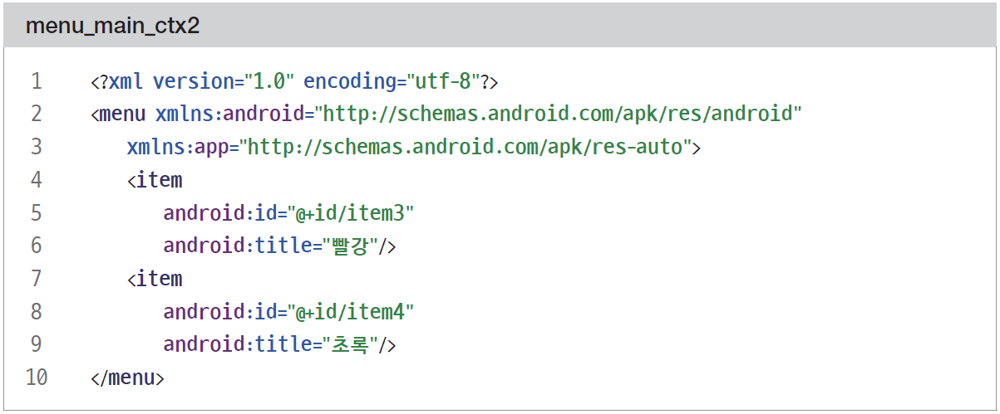 menu_main_ctx2
1 <?xml version="1.0" encoding="utf-8"?>
2 <menu xmlns:android="http://schemas.android.com/apk/res/android"
3 xmlns:app="http://schemas.android.com/apk/res-auto">
4 <item
5 android:id="@+id/item3"
6 android:title="빨강"/>
7 <item
8 android:id="@+id/item4"
9 android:title="초록"/>
10 </menu>